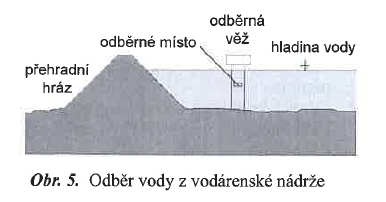 odběrná
věž
odběrné místo
hladina vody
přehradní
hráz
Obr. 5. Odběr vody z vodárenské nádrže